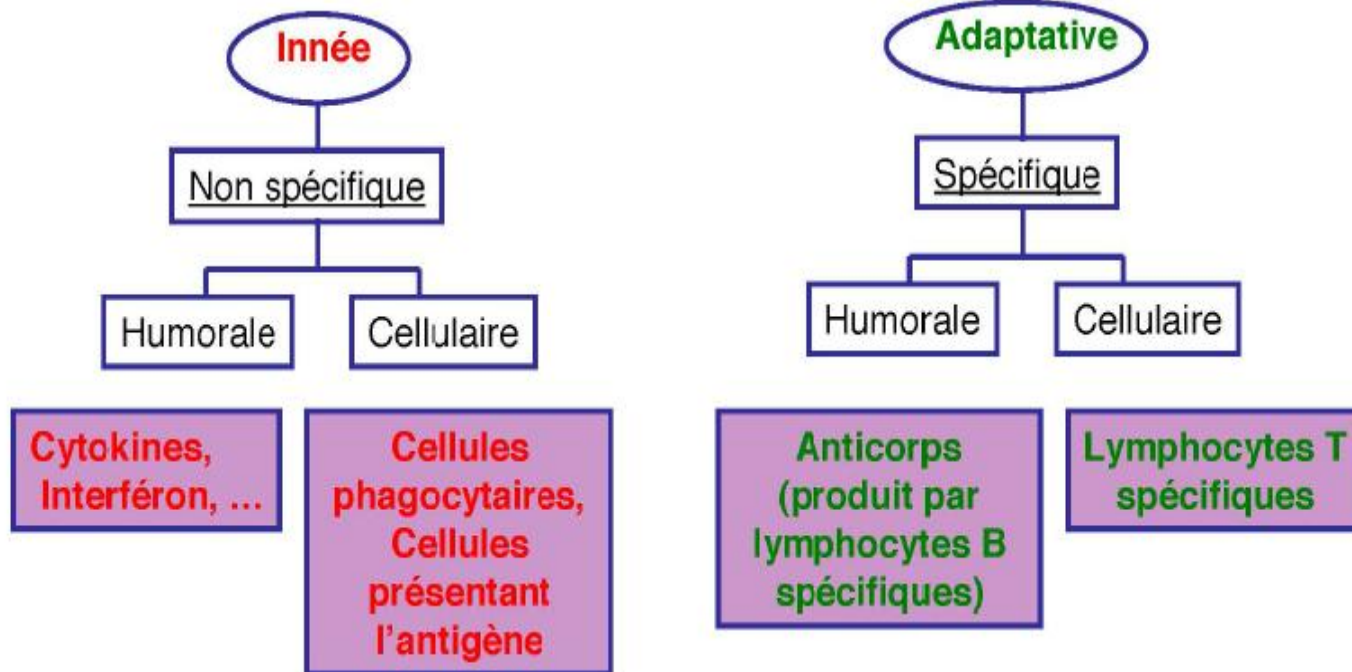 Innée
Non spécifique
Humorale
Cellulaire
Cytokines,
Interféron, ...
Cellules
phagocytaires,
Cellules
présentant
l'antigène
Adaptative
Spécifique
Humorale
Cellulaire
Anticorps
(produit par
lymphocytes B
spécifiques)
Lymphocytes T
spécifiques